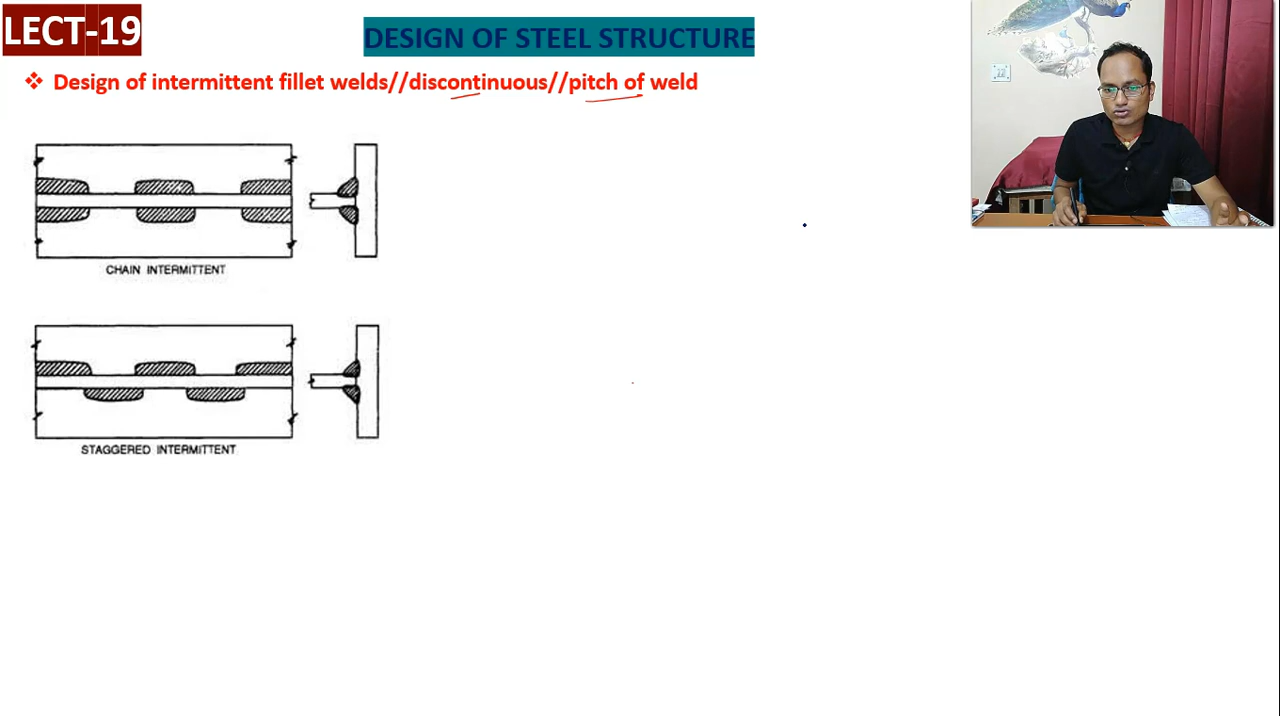 LECT-19
DESIGN OF STEEL STRUCTURE
❖ Design of intermittent fillet welds//discontinuous//pitch of weld
CHAIN INTERMITTENT
STAGGERED INTERMITTENT